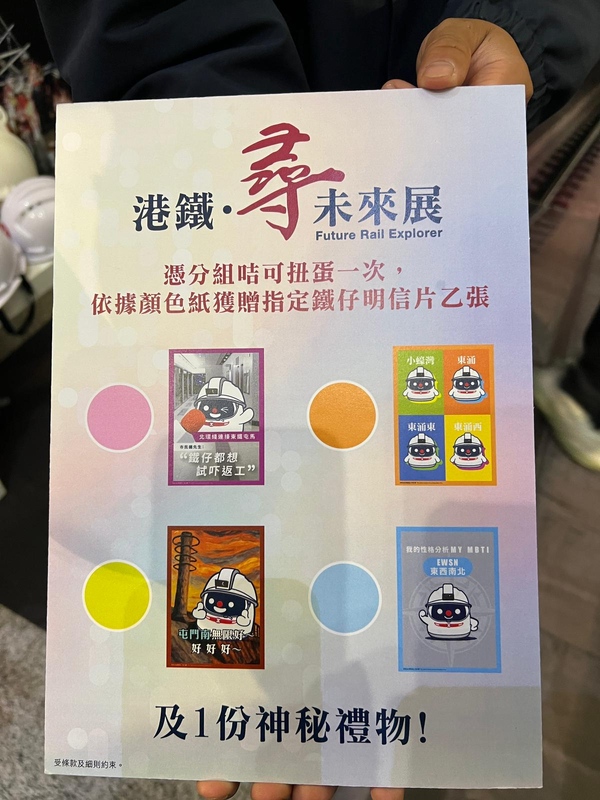 港鐵·尋未來展
Future Rail Explorer
憑分組咭可扭蛋一次，
依據顏色紙獲贈指定鐵仔明信片乙張
北環綫連接東鐵屯馬
“鐵仔都想
試吓返工”
小蠔灣
東涌
東涌東
東涌西
屯門南無限好~
好 好 好~
我的性格分析 MY MBTI
EWSN
東西南北
及1份神秘禮物!
受條款及細則約束。